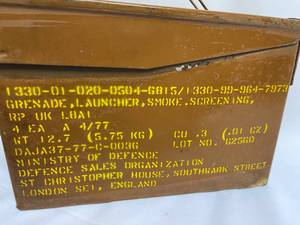 1330-01-020-0504-GB15/1330-99-964-7973
GRENADE, LAUNCHER, SMOKE, SCREENING,
RP UK L8A1
4 EA A 4/77
WT 12.7 (5.75 KG) CU .3 (.01 CZ)
DAJA37-77-C-0036 LOT NO. G25GD
MINISTRY OF DEFENCE
DEFENCE SALES ORGANIZATION
ST CHRISTOPHER HOUSE, SOUTHWARK STREET
LONDON SE1, ENGLAND